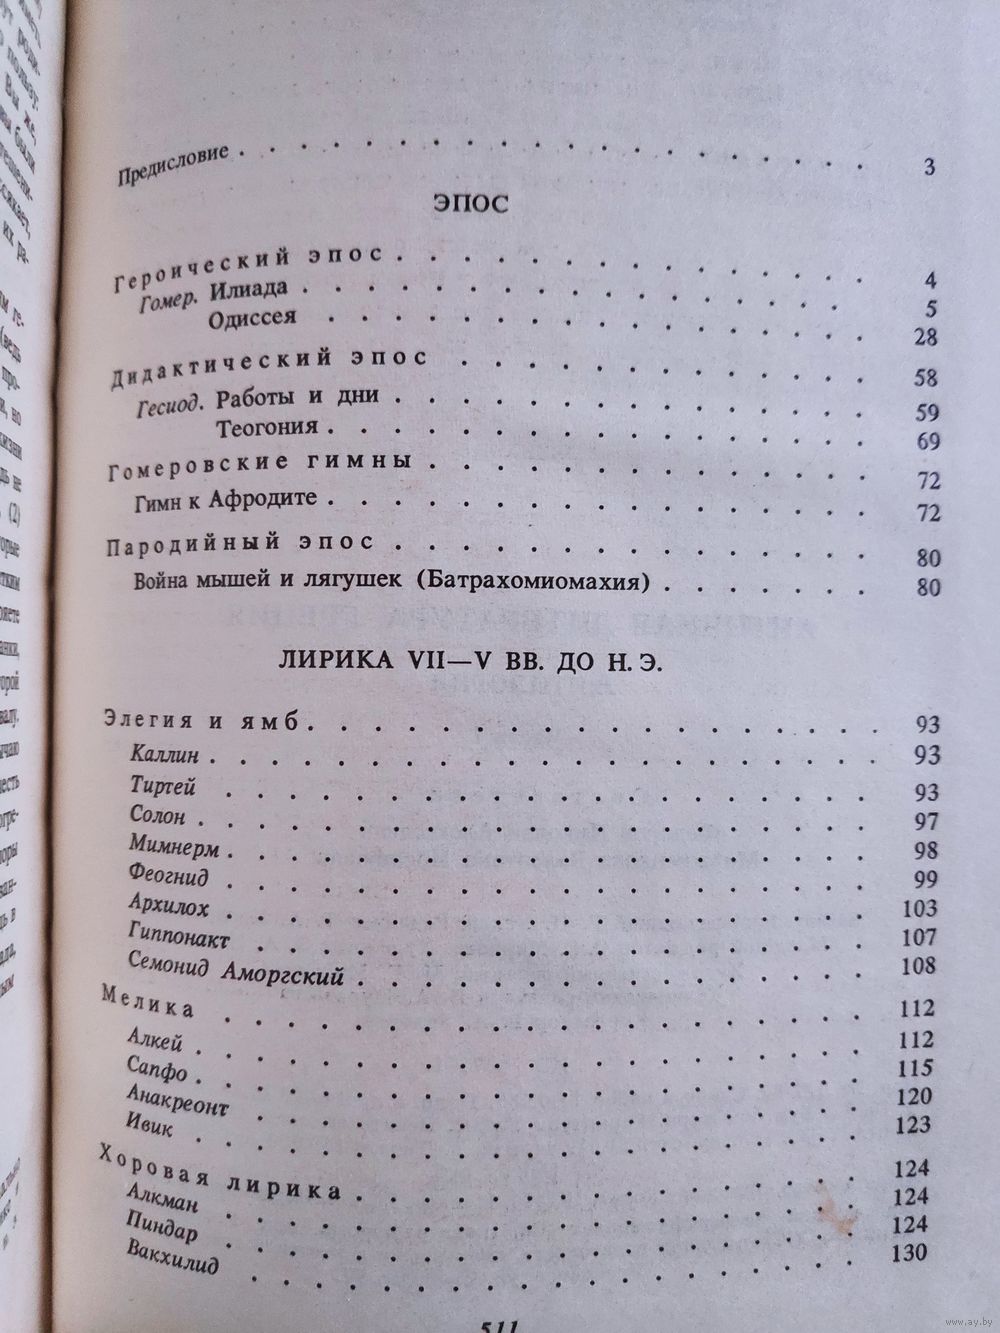 Предисловие . . . . . . . . . . . . . . . . . . . 3
ЭПОС
Героический эпос . . . . . . . . . . . . . . 4
Гомер. Илиада . . . . . . . . . . . . . . . . . 5
Одиссея . . . . . . . . . . . . . . . . . 28
Дидактический эпос . . . . . . . . . . . . 58
Гесиод. Работы и дни . . . . . . . . . . . . . . 59
Теогония . . . . . . . . . . . . . . . . . 69
Гомеровские гимны . . . . . . . . . . . . . 72
Гимн к Афродите . . . . . . . . . . . . . . . . 72
Пародийный эпос . . . . . . . . . . . . . . 80
Война мышей и лягушек (Батрахомиомахия) . . . . . . . 80
ЛИРИКА VII—V ВВ. ДО Н. Э.
Элегия и ямб . . . . . . . . . . . . . . . . . 93
Каллин . . . . . . . . . . . . . . . . . . . . 93
Тиртей . . . . . . . . . . . . . . . . . . . . 93
Солон . . . . . . . . . . . . . . . . . . . . . 97
Мимнерм . . . . . . . . . . . . . . . . . . . . 98
Феогнид . . . . . . . . . . . . . . . . . . . . 99
Архилох . . . . . . . . . . . . . . . . . . . . 103
Гиппонакт . . . . . . . . . . . . . . . . . . . 107
Семонид Аморгский . . . . . . . . . . . . . . . 108
Мелика . . . . . . . . . . . . . . . . . . . . 112
Алкей . . . . . . . . . . . . . . . . . . . . . 112
Сапфо . . . . . . . . . . . . . . . . . . . . . 115
Анакреонт . . . . . . . . . . . . . . . . . . . 120
Ивик . . . . . . . . . . . . . . . . . . . . . 123
Хоровая лирика . . . . . . . . . . . . . . . . 124
Алкман . . . . . . . . . . . . . . . . . . . . 124
Пиндар . . . . . . . . . . . . . . . . . . . . 124
Вакхилид . . . . . . . . . . . . . . . . . . . 130
511
www.ay.by